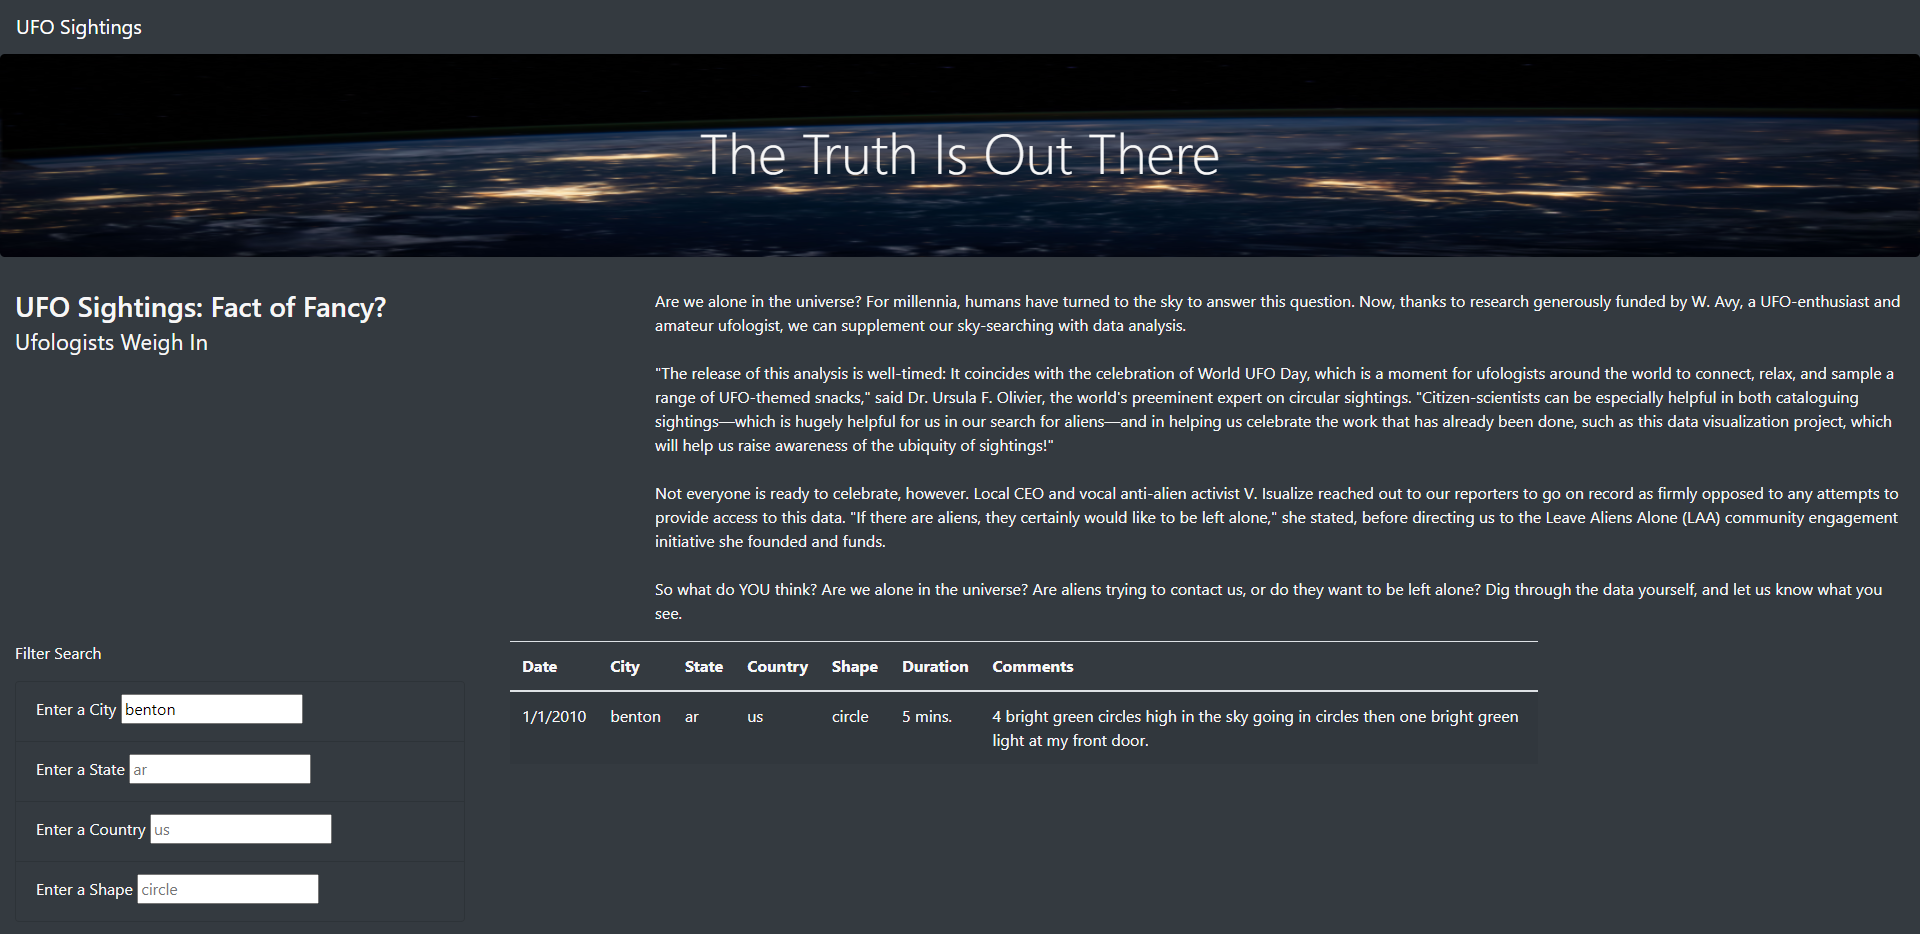 UFO Sightings
The Truth Is Out There
UFO Sightings: Fact of Fancy?
Ufologists Weigh In
Are we alone in the universe? For millennia, humans have turned to the sky to answer this question. Now, thanks to research generously funded by W. Avy, a UFO-enthusiast and
amateur ufologist, we can supplement our sky-searching with data analysis.
"The release of this analysis is well-timed: It coincides with the celebration of World UFO Day, which is a moment for ufologists around the world to connect, relax, and sample a
range of UFO-themed snacks," said Dr. Ursula F. Olivier, the world's preeminent expert on circular sightings. "Citizen-scientists can be especially helpful in both cataloguing
sightings—which is hugely helpful for us in our search for aliens—and in helping us celebrate the work that has already been done, such as this data visualization project, which
will help us raise awareness of the ubiquity of sightings!"
Not everyone is ready to celebrate, however. Local CEO and vocal anti-alien activist V. Isualize reached out to our reporters to go on record as firmly opposed to any attempts to
provide access to this data. "If there are aliens, they certainly would like to be left alone," she stated, before directing us to the Leave Aliens Alone (LAA) community engagement
initiative she founded and funds.
So what do YOU think? Are we alone in the universe? Are aliens trying to contact us, or do they want to be left alone? Dig through the data yourself, and let us know what you
see.
Filter Search
Enter a City benton
Enter a State ar
Enter a Country us
Enter a Shape circle
Date City State Country Shape Duration Comments
1/1/2010 benton ar us circle 5 mins. 4 bright green circles high in the sky going in circles then one bright green
light at my front door.